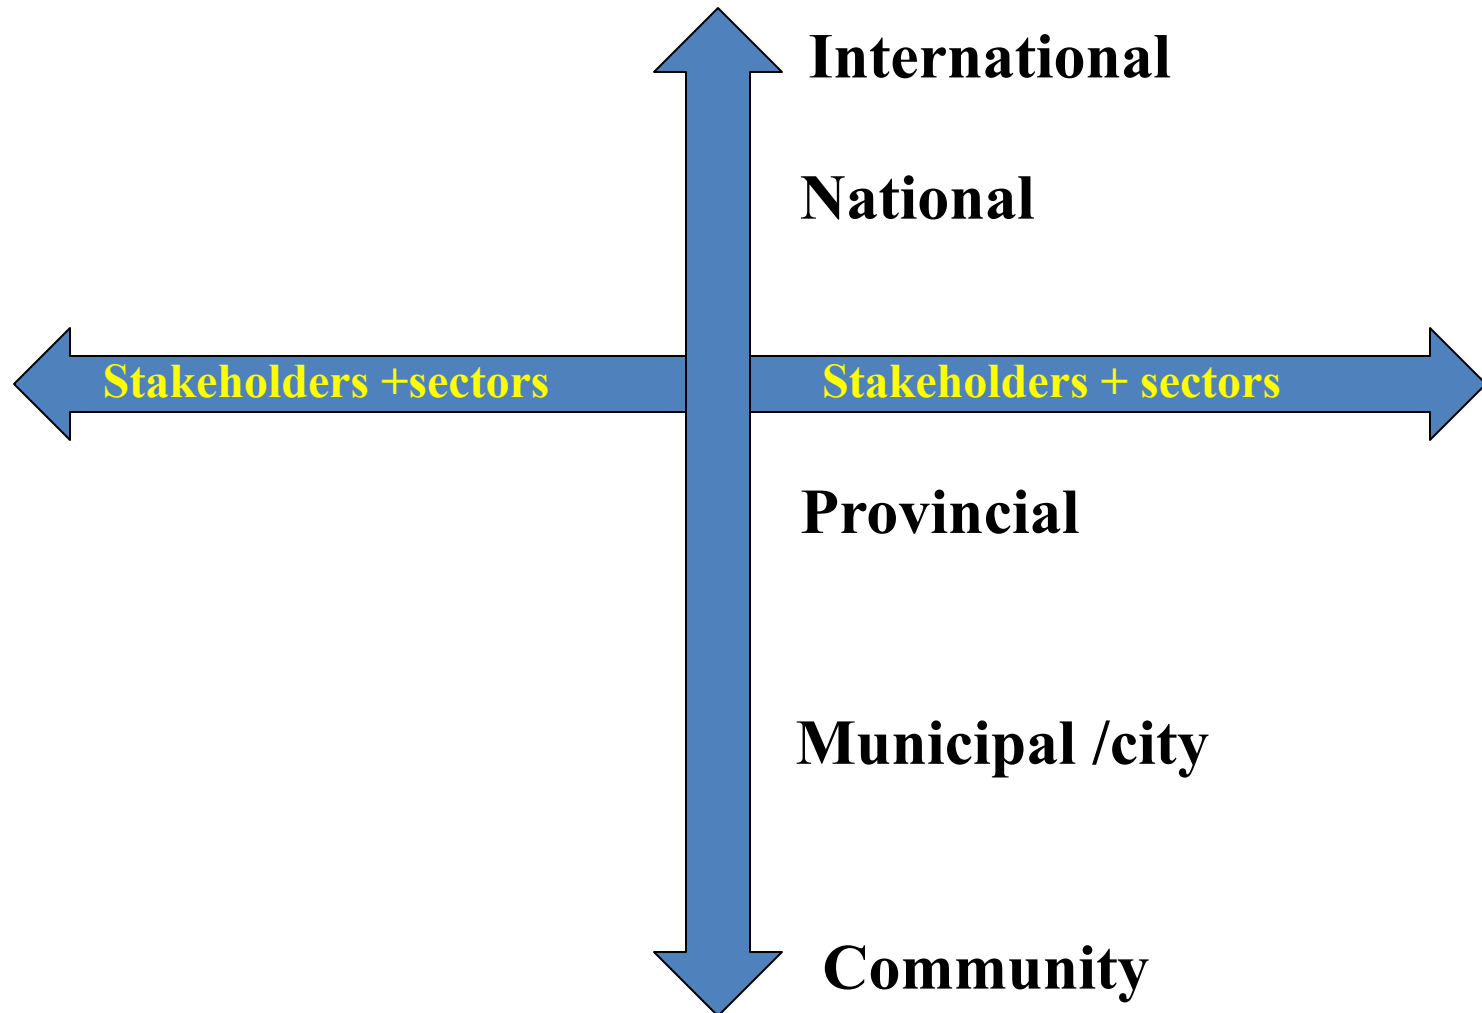 International
National
Stakeholders +sectors
Stakeholders + sectors
Provincial
Municipal /city
Community